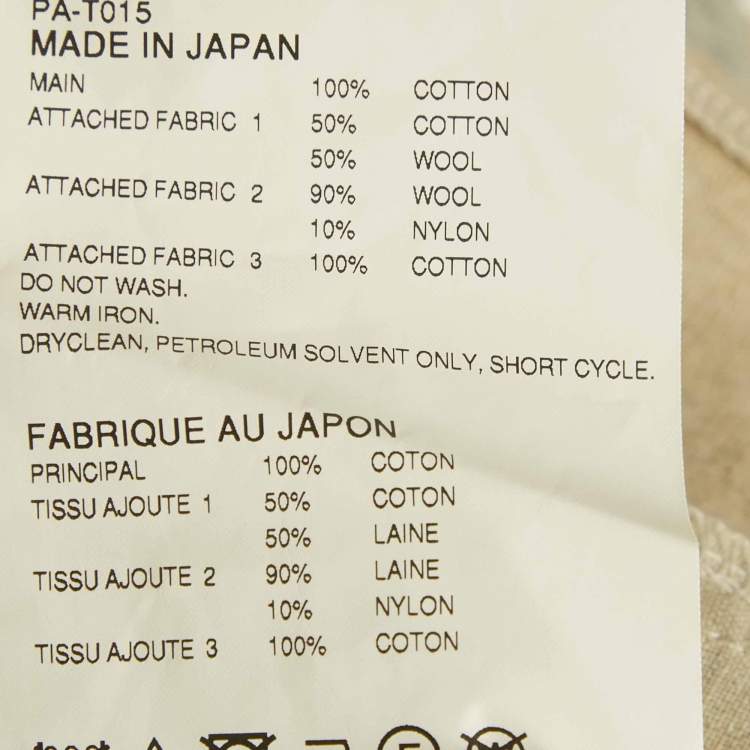 PA-T015
MADE IN JAPAN
MAIN 100% COTTON
ATTACHED FABRIC 1 50% COTTON
50% WOOL
ATTACHED FABRIC 2 90% WOOL
10% NYLON
ATTACHED FABRIC 3 100% COTTON
DO NOT WASH.
WARM IRON.
DRYCLEAN, PETROLEUM SOLVENT ONLY, SHORT CYCLE.
FABRIQUE AU JAPON
PRINCIPAL 100% COTON
TISSU AJOUTE 1 50% COTON
50% LAINE
TISSU AJOUTE 2 90% LAINE
10% NYLON
TISSU AJOUTE 3 100% COTON